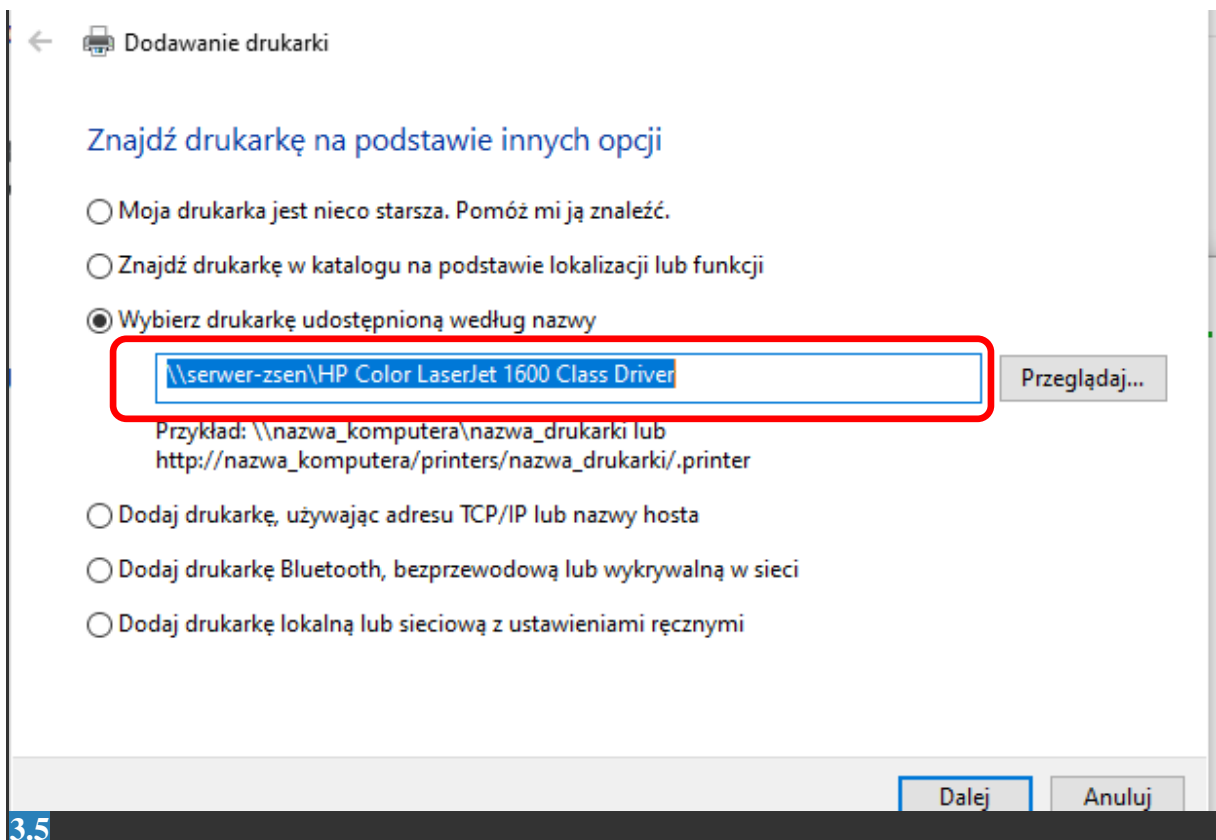 Dodawanie drukarki
Znajdź drukarkę na podstawie innych opcji
Moja drukarka jest nieco starsza. Pomóż mi ją znaleźć.
Znajdź drukarkę w katalogu na podstawie lokalizacji lub funkcji
Wybierz drukarkę udostępnioną według nazwy
\\serwer-zsen\HP Color LaserJet 1600 Class Driver
Przeglądaj...
Przykład: \\nazwa_komputera\nazwa_drukarki lub
http://nazwa_komputera/printers/nazwa_drukarki/.printer
Dodaj drukarkę, używając adresu TCP/IP lub nazwy hosta
Dodaj drukarkę Bluetooth, bezprzewodową lub wykrywalną w sieci
Dodaj drukarkę lokalną lub sieciową z ustawieniami ręcznymi
Dalej
Anuluj
3.5